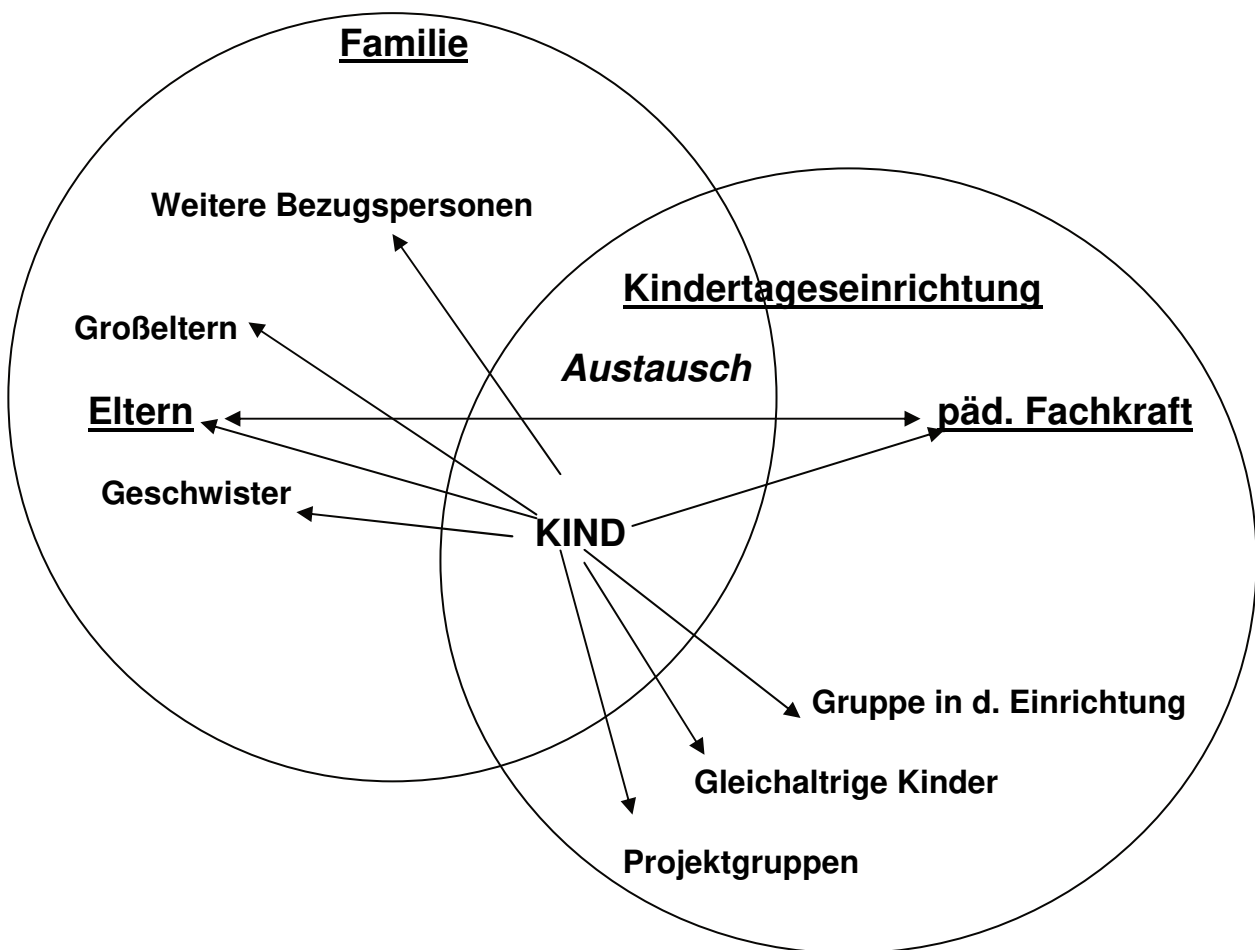 Familie
Weitere Bezugspersonen
Kindertageseinrichtung
Großeltern
Austausch
Eltern
päd. Fachkraft
Geschwister
KIND
Gruppe in d. Einrichtung
Gleichaltrige Kinder
Projektgruppen